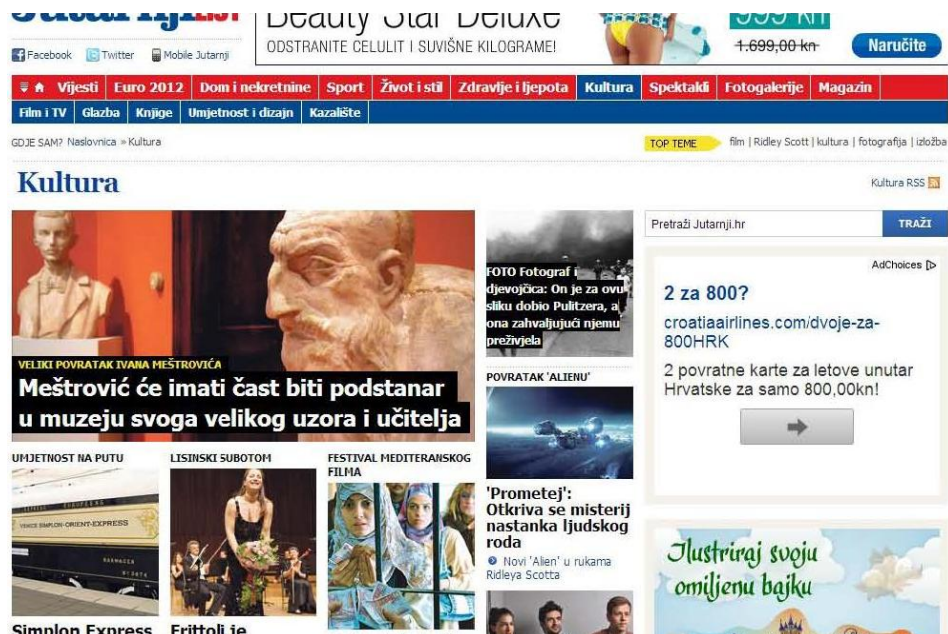 Jutarnji LIST
Beauty Star Deluxe
ODSTRANITE CELULIT I SUVIŠNE KILOGRAME!
999 kn
1.699,00 kn
Naručite
Facebook Twitter Mobile Jutarnji
Vijesti Euro 2012 Dom i nekretnine Sport Život i stil Zdravlje i ljepota Kultura Spektakli Fotogalerije Magazin
Film i TV Glazba Knjige Umjetnost i dizajn Kazalište
GDJE SAM? Naslovnica » Kultura
TOP TEME film | Ridley Scott | kultura | fotografija | izložba
Kultura
Kultura RSS
VELIKI POVRATAK IVANA MEŠTROVIĆA
Meštrović će imati čast biti podstanar
u muzeju svoga velikog uzora i učitelja
UMJETNOST NA PUTU
VENICE SIMPLON-ORIENT-EXPRESS
Simplon Express
LISINSKI SUBOTOM
Frittoli je
FESTIVAL MEDITERANSKOG
FILMA
FOTO Fotograf i
djevojčica: On je za ovu
sliku dobio Pulitzera, a
ona zahvaljujući njemu
preživjela
POVRATAK 'ALIENU'
'Prometej':
Otkriva se misterij
nastanka ljudskog
roda
Novi 'Alien' u rukama
Ridleya Scotta
Pretraži Jutarnji.hr
TRAŽI
AdChoices
2 za 800?
croatiaairlines.com/dvoje-za-
800HRK
2 povratne karte za letove unutar
Hrvatske za samo 800,00kn!
Ilustriraj svoju
omiljenu bajku